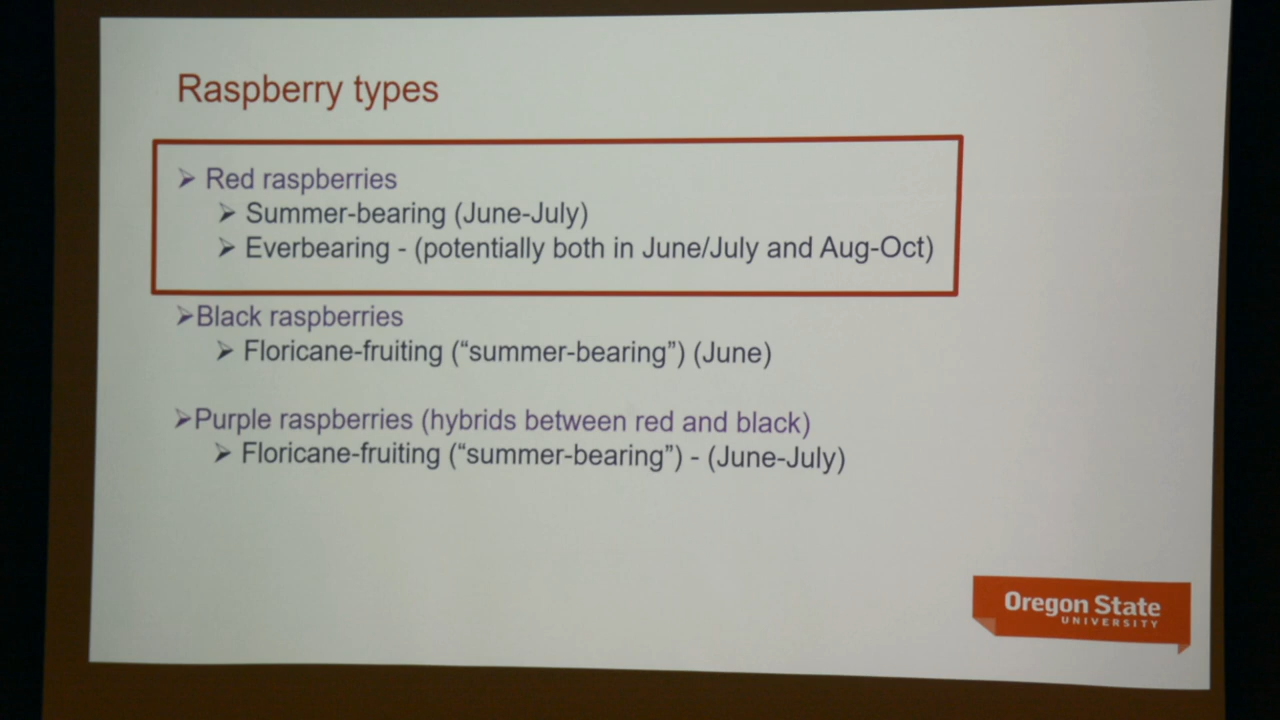 Raspberry types
➢ Red raspberries
➢ Summer-bearing (June-July)
➢ Everbearing - (potentially both in June/July and Aug-Oct)
➢Black raspberries
➢ Floricane-fruiting (“summer-bearing”) (June)
➢Purple raspberries (hybrids between red and black)
➢ Floricane-fruiting (“summer-bearing”) - (June-July)
Oregon State
UNIVERSITY